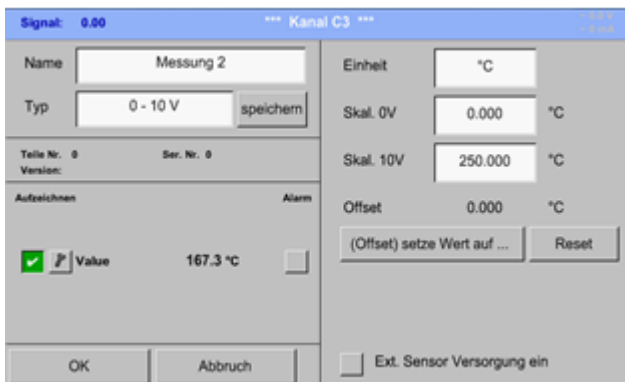 Signal: 0.00
*** Kanal C3 ***
Name
Messung 2
Typ
0 - 10 V
speichern
Teile Nr. 0
Ser. Nr. 0
Version:
Aufzeichnen
Alarm
Value
167.3 °C
OK
Abbruch
Einheit
°C
Skal. 0V
0.000
°C
Skal. 10V
250.000
°C
Offset
0.000
°C
(Offset) setze Wert auf ...
Reset
Ext. Sensor Versorgung ein